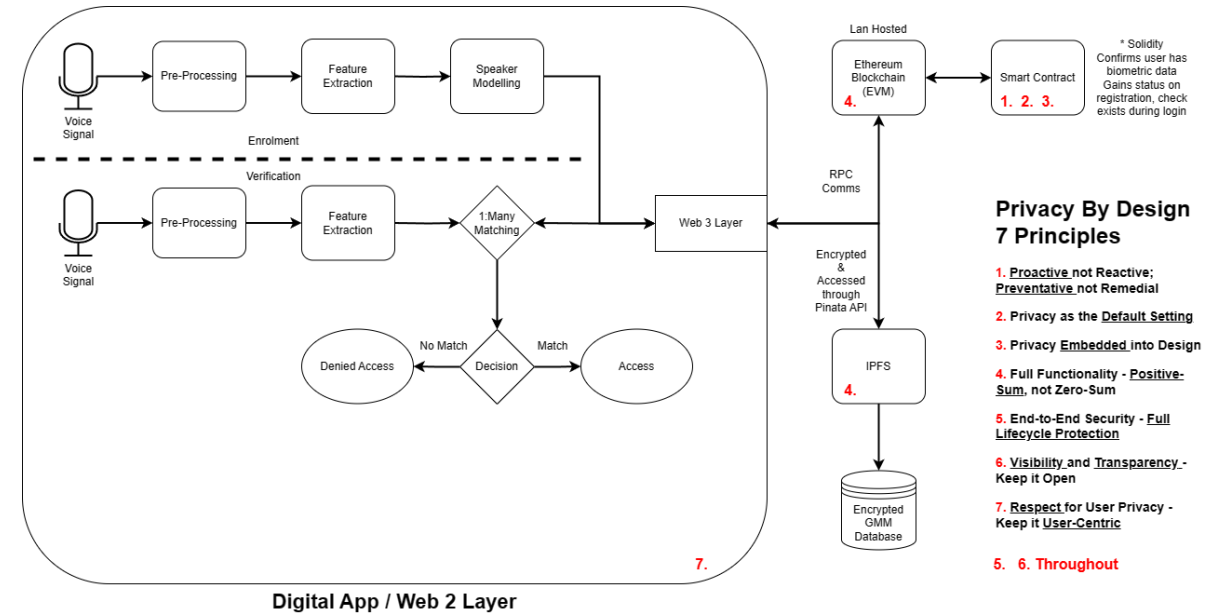 Voice
Signal
Pre-Processing
Feature
Extraction
Speaker
Modelling
Enrolment
Verification
Voice
Signal
Pre-Processing
Feature
Extraction
1:Many
Matching
Web 3 Layer
No Match
Match
Denied Access
Decision
Access
7.
Digital App / Web 2 Layer
Lan Hosted
Ethereum
Blockchain
(EVM)
4.
Smart Contract
1. 2. 3.
* Solidity
Confirms user has
biometric data
Gains status on
registration, check
exists during login
RPC
Comms
Encrypted
&
Accessed
through
Pinata API
IPFS
4.
Encrypted
GMM
Database
Privacy By Design
7 Principles
1. Proactive not Reactive;
Preventative not Remedial
2. Privacy as the Default Setting
3. Privacy Embedded into Design
4. Full Functionality - Positive-
Sum, not Zero-Sum
5. End-to-End Security - Full
Lifecycle Protection
6. Visibility and Transparency -
Keep it Open
7. Respect for User Privacy -
Keep it User-Centric
5. 6. Throughout